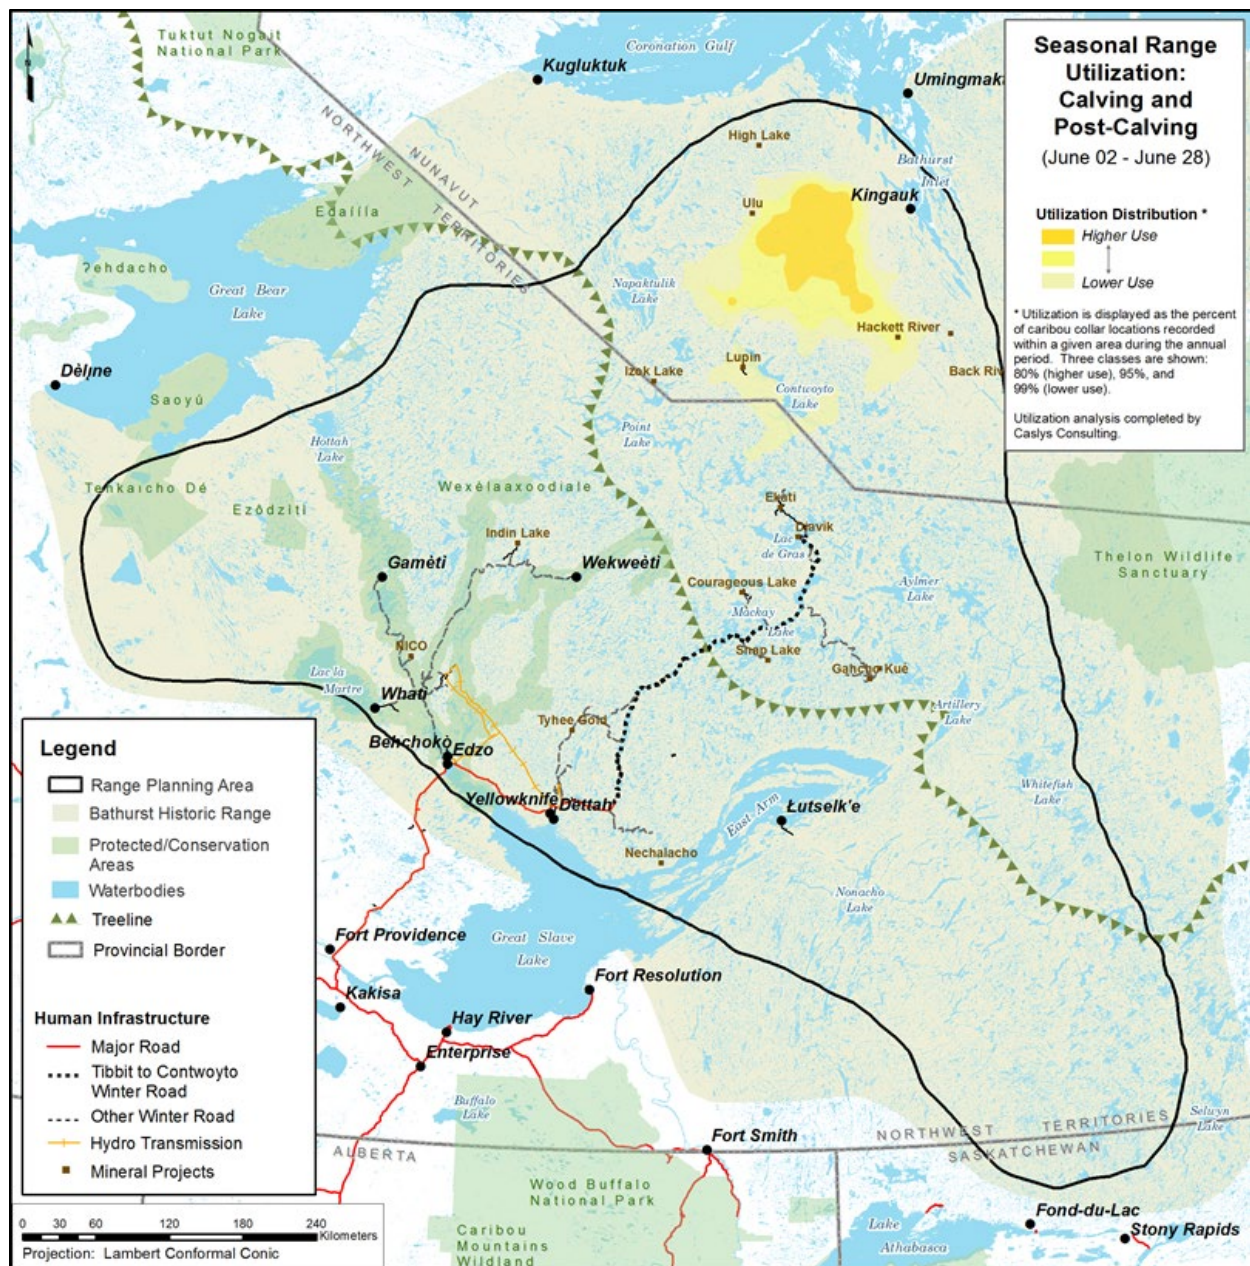 Tuktut Nogait
National Park
Coronation Gulf
Kugluktuk
Umingmakt
Seasonal Range
Utilization:
Calving and
Post-Calving
(June 02 - June 28)
Utilization Distribution *
Higher Use
Lower Use
* Utilization is displayed as the percent
of caribou collar locations recorded
within a given area during the annual
period. Three classes are shown:
80% (higher use), 95%, and
99% (lower use).
Utilization analysis completed by
Caslys Consulting.
NUNAVUT
NORTHWEST
TERRITORIES
High Lake
Bathurst
Inlet
Kingauk
Ulu
Edaíıla
Ɂehdacho
Great Bear
Lake
Napaktulik
Lake
Hackett River
Back Riv
Lupin
Izok Lake
Contwoyto
Lake
Dèlı̨ne
Saoyú
Point
Lake
Hottah
Lake
Tehkaicho Dé
Ezōdzìtì
Wexèlaaxoodiale
Ekati
Diavik
Lac
de Gras
Indin Lake
Gamètì
Wekweètì
Courageous Lake
Aylmer
Lake
Thelon Wildlife
Sanctuary
Mackay
Lake
NICO
Snap Lake
Gahcho Kué
Lac la
Martre
Whatì
Artillery
Lake
Tyhee Gold
Behchokò
Edzo
Whitefish
Lake
Yellowknife
Dettah
East Arm
Łutselk'e
Nechalacho
Nonacho
Lake
Legend
Range Planning Area
Bathurst Historic Range
Protected/Conservation
Areas
Waterbodies
Treeline
Provincial Border
Human Infrastructure
Major Road
Tibbit to Contwoyto
Winter Road
Other Winter Road
Hydro Transmission
Mineral Projects
Fort Providence
Great Slave
Lake
Fort Resolution
Kakisa
Hay River
Enterprise
Buffalo
Lake
Fort Smith
NORTHWEST TERRITORIES
SASKATCHEWAN
Selwyn
Lake
ALBERTA
Wood Buffalo
National Park
Caribou
Mountains
Wildland
Lake
Athabasca
Fond-du-Lac
Stony Rapids
0 30 60 120 180 240
Kilometers
Projection: Lambert Conformal Conic